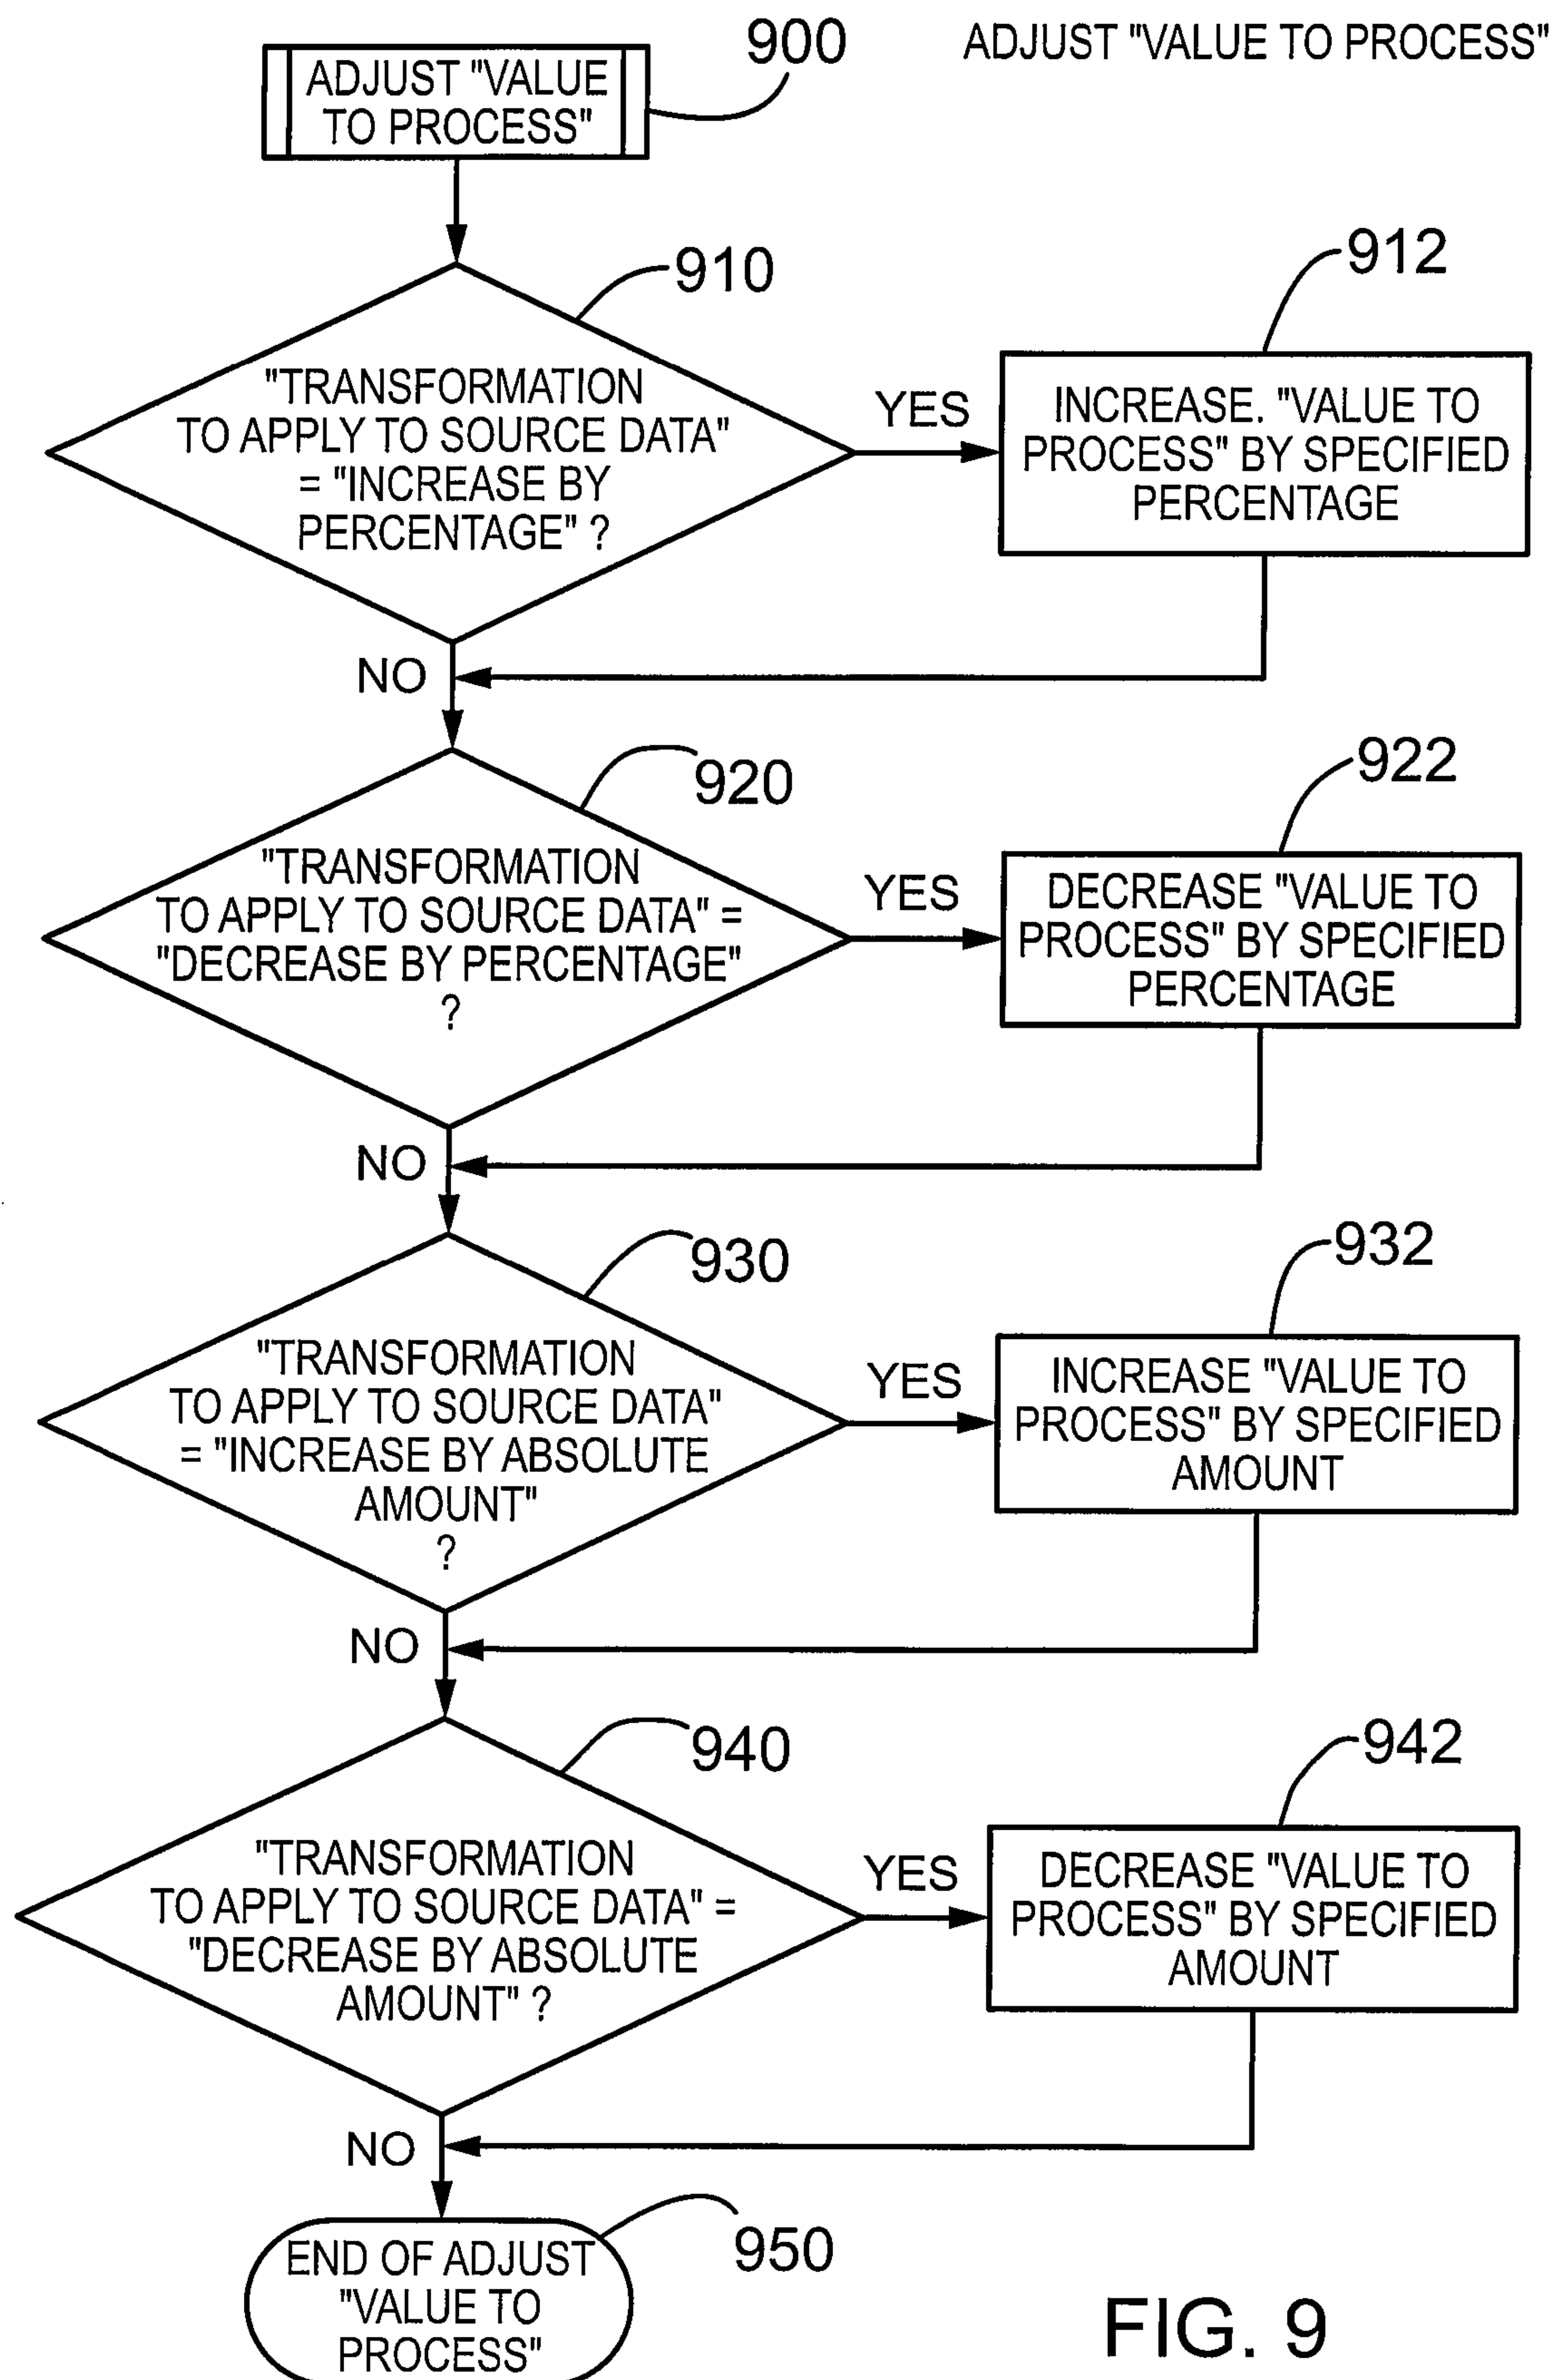 ADJUST "VALUE TO PROCESS"
900
ADJUST "VALUE
TO PROCESS"
910
"TRANSFORMATION
TO APPLY TO SOURCE DATA"
= "INCREASE BY
PERCENTAGE" ?
YES
912
INCREASE. "VALUE TO
PROCESS" BY SPECIFIED
PERCENTAGE
NO
920
"TRANSFORMATION
TO APPLY TO SOURCE DATA" =
"DECREASE BY PERCENTAGE"
?
YES
922
DECREASE "VALUE TO
PROCESS" BY SPECIFIED
PERCENTAGE
NO
930
"TRANSFORMATION
TO APPLY TO SOURCE DATA"
= "INCREASE BY ABSOLUTE
AMOUNT"
?
YES
932
INCREASE "VALUE TO
PROCESS" BY SPECIFIED
AMOUNT
NO
940
"TRANSFORMATION
TO APPLY TO SOURCE DATA" =
"DECREASE BY ABSOLUTE
AMOUNT" ?
YES
942
DECREASE "VALUE TO
PROCESS" BY SPECIFIED
AMOUNT
NO
950
END OF ADJUST
"VALUE TO
PROCESS"
FIG. 9